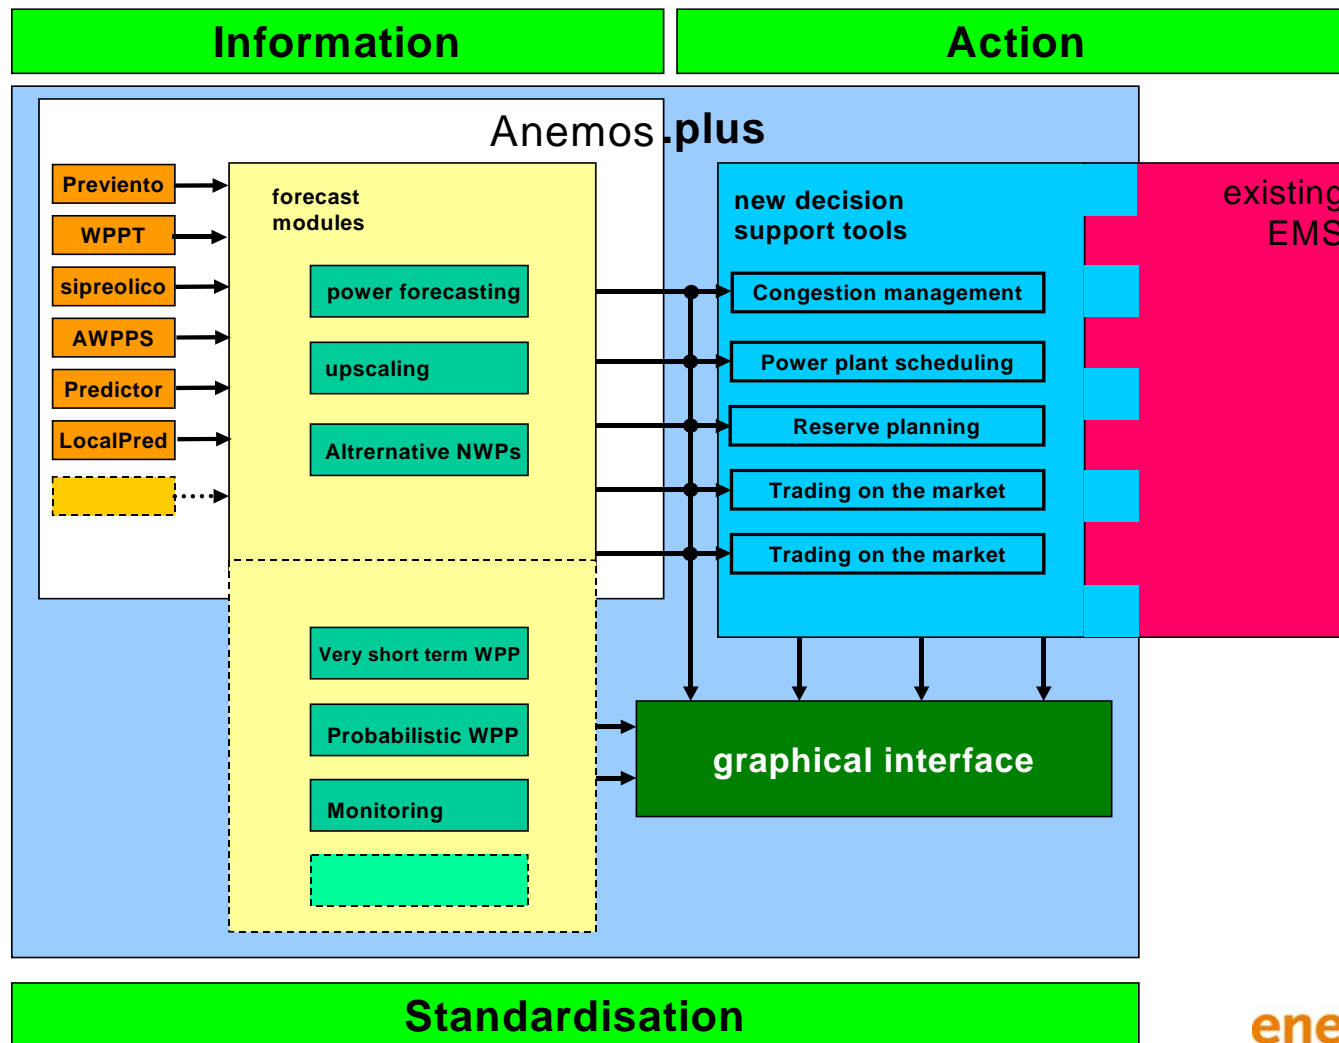 Information
Action
Anemos.plus
Previento
WPPT
sipreolico
AWPPS
Predictor
LocalPred
forecast
modules
power forecasting
upscaling
Altrernative NWPs
Very short term WPP
Probabilistic WPP
Monitoring
new decision
support tools
Congestion management
Power plant scheduling
Reserve planning
Trading on the market
Trading on the market
existing
EMS
graphical interface
Standardisation
ene